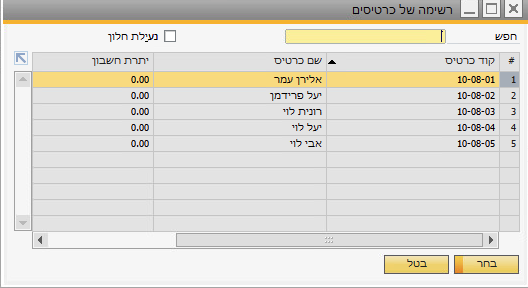 רשימה של כרטיסים
חפש
נעילת חלון
# קוד כרטיס שם כרטיס יתרת חשבון
1 10-08-01 אלירן עמר 0.00
2 10-08-02 יעל פרידמן 0.00
3 10-08-03 רונית לוי 0.00
4 10-08-04 יעל לוי 0.00
5 10-08-05 אבי לוי 0.00
בחר
בטל